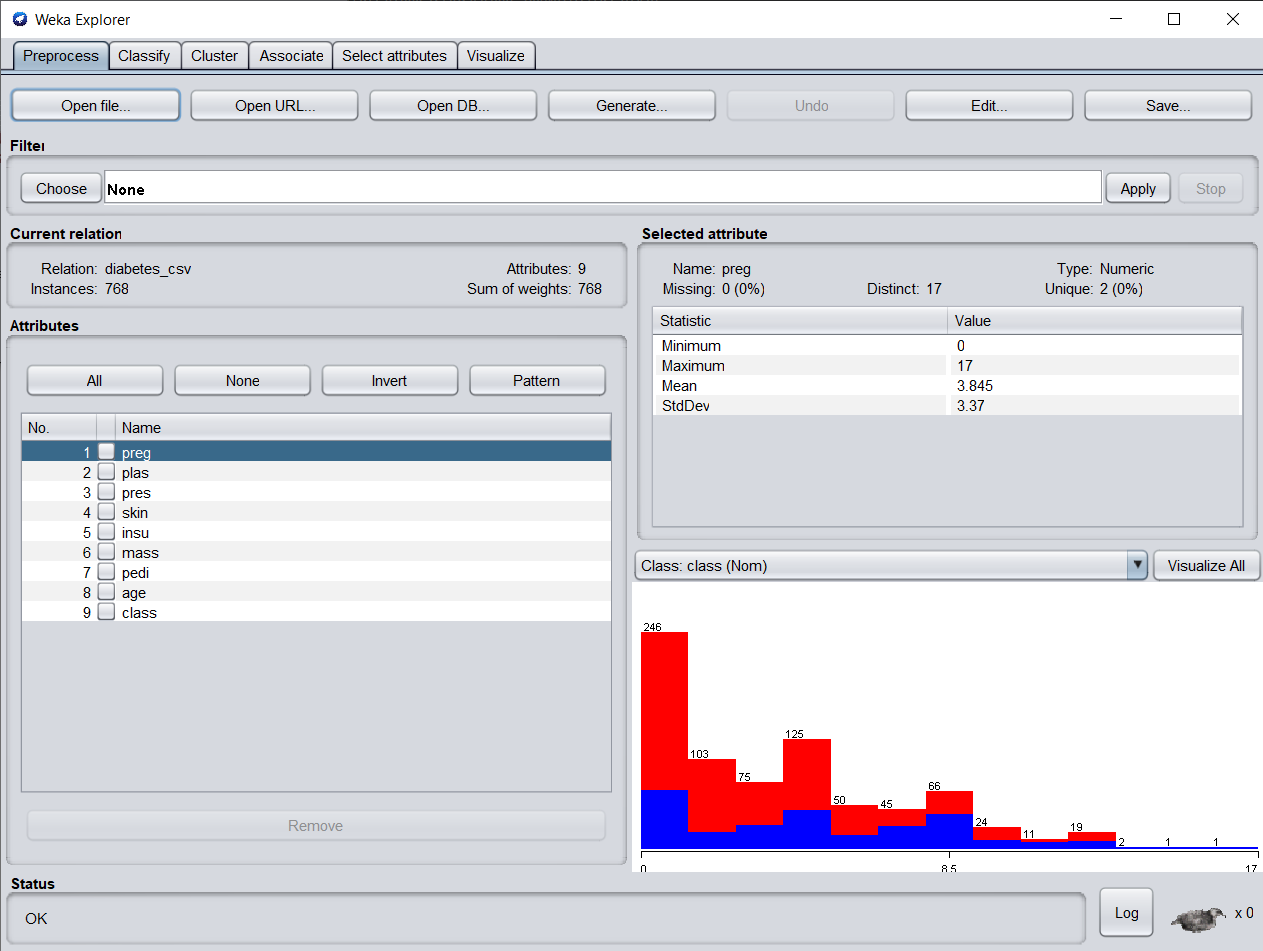 Weka Explorer
Preprocess Classify Cluster Associate Select attributes Visualize
Open file... Open URL... Open DB... Generate... Undo Edit... Save...
Filter
Choose None Apply Stop
Current relation
Relation: diabetes_csv Attributes: 9
Instances: 768 Sum of weights: 768
Selected attribute
Name: preg Type: Numeric
Missing: 0 (0%) Distinct: 17 Unique: 2 (0%)
Statistic Value
Minimum 0
Maximum 17
Mean 3.845
StdDev 3.37
Attributes
All None Invert Pattern
No. Name
1 preg
2 plas
3 pres
4 skin
5 insu
6 mass
7 pedi
8 age
9 class
Remove
Class: class (Nom) Visualize All
246
103
75
125
50
45
66
24
11
19
2
1
1
0 8.5 17
Status
OK
Log x 0